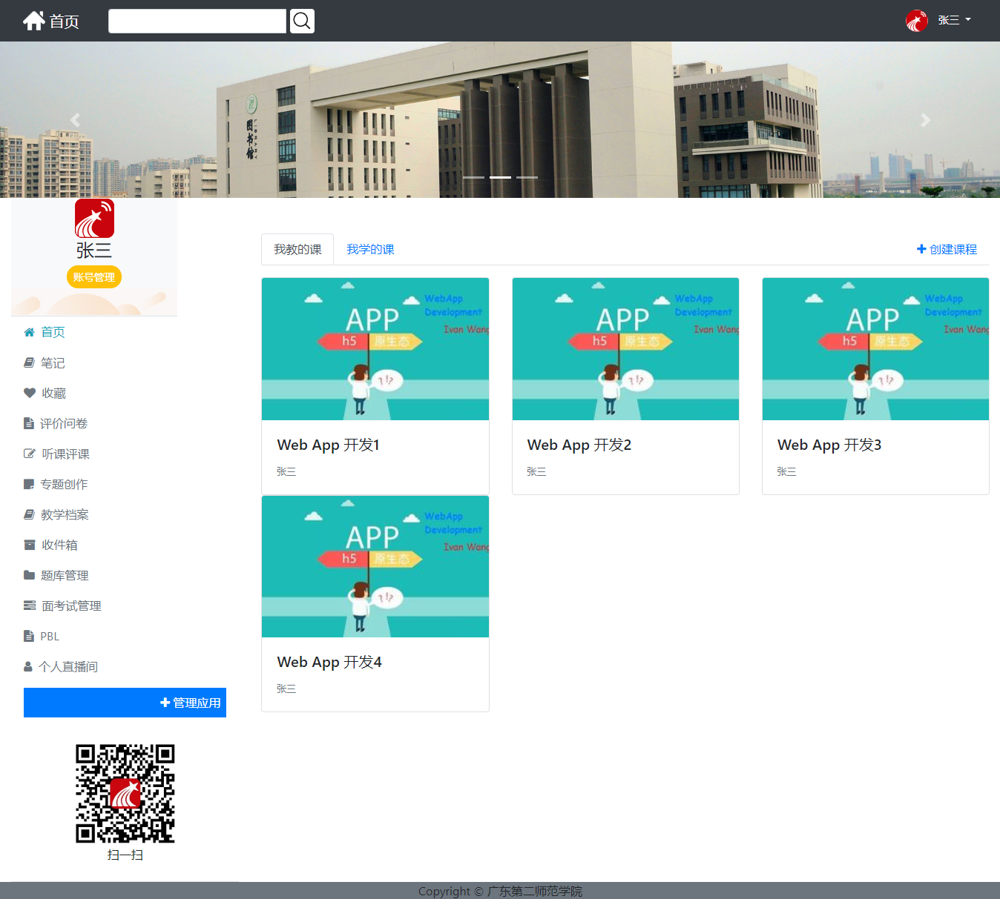 首页
张三
图书馆
张三
账号管理
首页
笔记
收藏
评价问卷
听课评课
专题创作
教学档案
收件箱
题库管理
面考试管理
PBL
个人直播间
管理应用
扫一扫
我教的课
我学的课
创建课程
WebApp
Development
Ivan Wang
APP
h5
原生态
Web App 开发1
张三
WebApp
Development
Ivan Wang
APP
h5
原生态
Web App 开发2
张三
WebApp
Development
Ivan Wang
APP
h5
原生态
Web App 开发3
张三
WebApp
Development
Ivan Wang
APP
h5
原生态
Web App 开发4
张三
Copyright © 广东第二师范学院